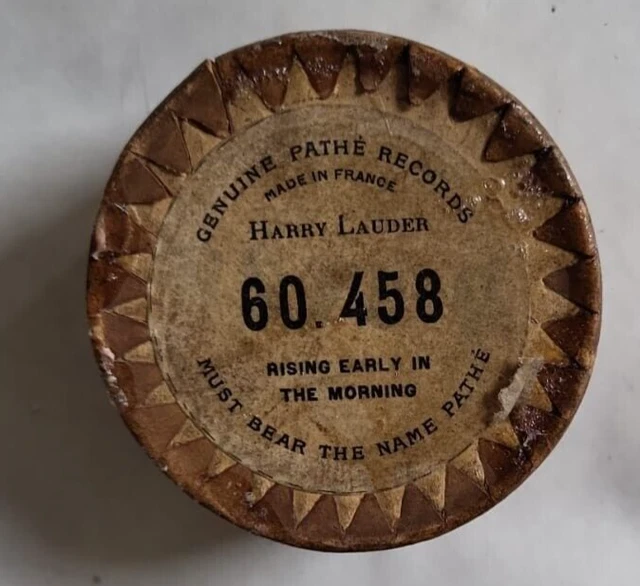 GENUINE PATHÉ RECORDS
MADE IN FRANCE
HARRY LAUDER
60.458
RISING EARLY IN
THE MORNING
MUST BEAR THE NAME PATHÉ